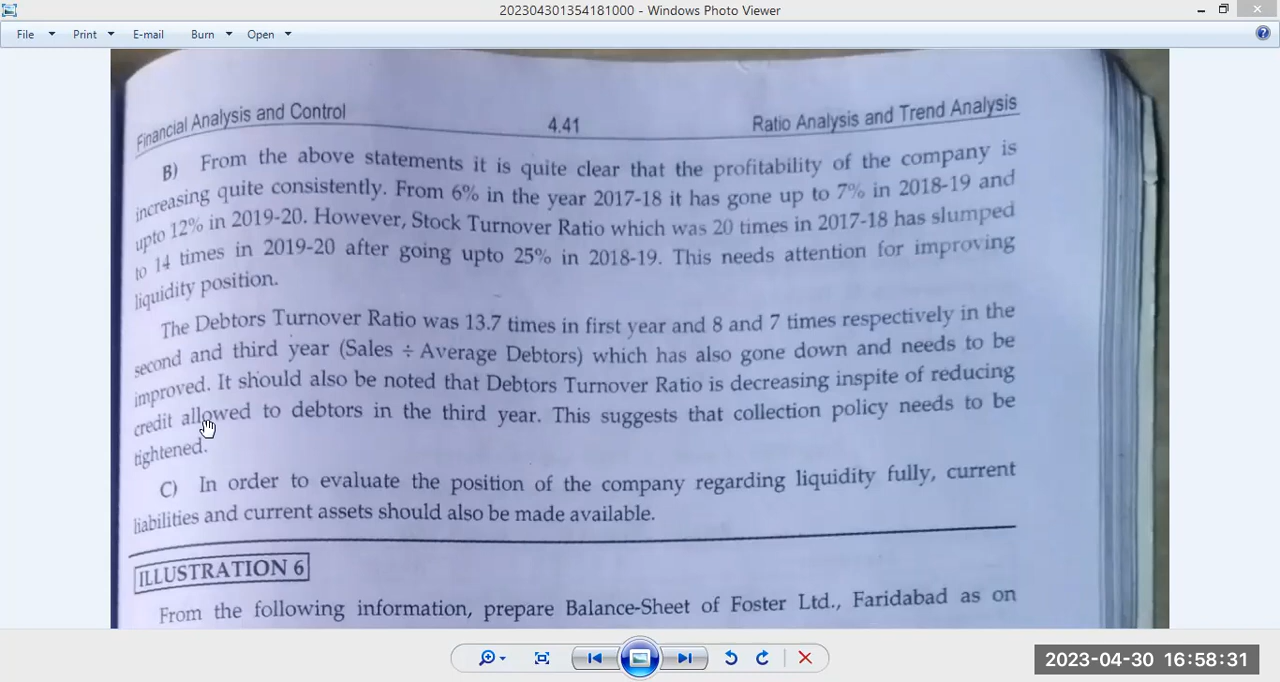 202304301354181000 - Windows Photo Viewer
File Print E-mail Burn Open
Financial Analysis and Control 4.41 Ratio Analysis and Trend Analysis
B) From the above statements it is quite clear that the profitability of the company is
increasing quite consistently. From 6% in the year 2017-18 it has gone up to 7% in 2018-19 and
upto 12% in 2019-20. However, Stock Turnover Ratio which was 20 times in 2017-18 has slumped
to 14 times in 2019-20 after going upto 25% in 2018-19. This needs attention for improving
liquidity position.
The Debtors Turnover Ratio was 13.7 times in first year and 8 and 7 times respectively in the
second and third year (Sales ÷ Average Debtors) which has also gone down and needs to be
improved. It should also be noted that Debtors Turnover Ratio is decreasing inspite of reducing
credit allowed to debtors in the third year. This suggests that collection policy needs to be
tightened.
C) In order to evaluate the position of the company regarding liquidity fully, current
liabilities and current assets should also be made available.
ILLUSTRATION 6
From the following information, prepare Balance-Sheet of Foster Ltd., Faridabad as on
2023-04-30 16:58:31